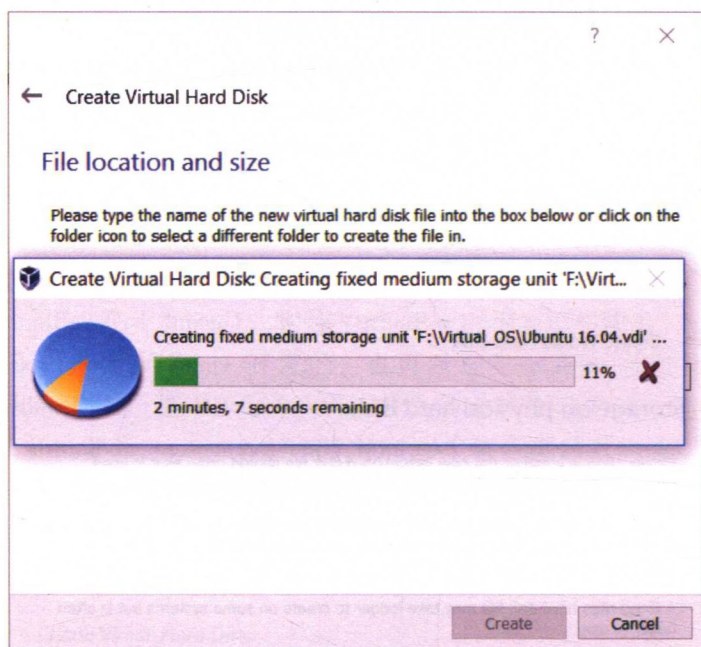 ?
← Create Virtual Hard Disk
File location and size
Please type the name of the new virtual hard disk file into the box below or click on the
folder icon to select a different folder to create the file in.
Create Virtual Hard Disk: Creating fixed medium storage unit 'F:\Virt...
Creating fixed medium storage unit 'F:\Virtual_OS\Ubuntu 16.04.vdi' ...
11%
2 minutes, 7 seconds remaining
Create Cancel